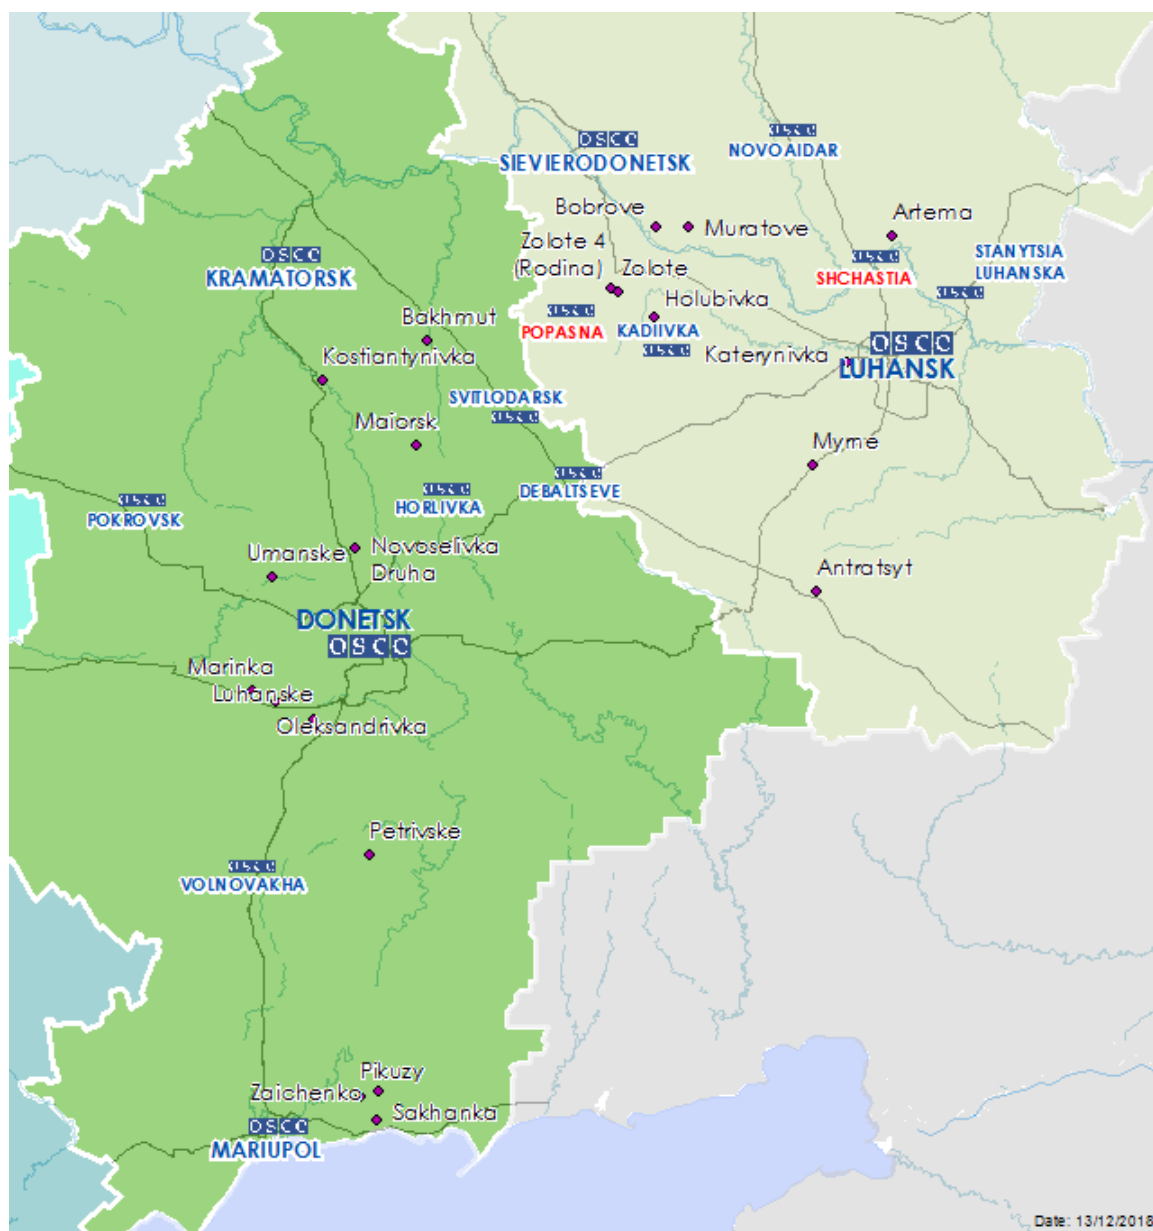 OSCE
SIEVIERODONETSK
OSCE
NOVOAIDAR
Bobrove
Muratove
Artema
Zolote 4
(Rodina)
Zolote
OSCE
KRAMATORSK
OSCE
SHCHASTIA
STANYTSIA
LUHANSKA
OSCE
Holubivka
OSCE
POPASNA
KADIIVKA
OSCE
Bakhmut
Katerynivka
OSCE
LUHANSK
Kostiantynivka
SVITLODARSK
OSCE
Maiorsk
Myrne
OSCE
DEBALTSEVE
OSCE
HORLIVKA
OSCE
POKROVSK
Umanske
Novoselivka
Druha
Antratsyt
DONETSK
OSCE
Marinka
Luhanske
Oleksandrivka
Petrivske
OSCE
VOLNOVAKHA
Pikuzy
Zaichenko
Sakhanka
OSCE
MARIUPOL
Date: 13/12/2018